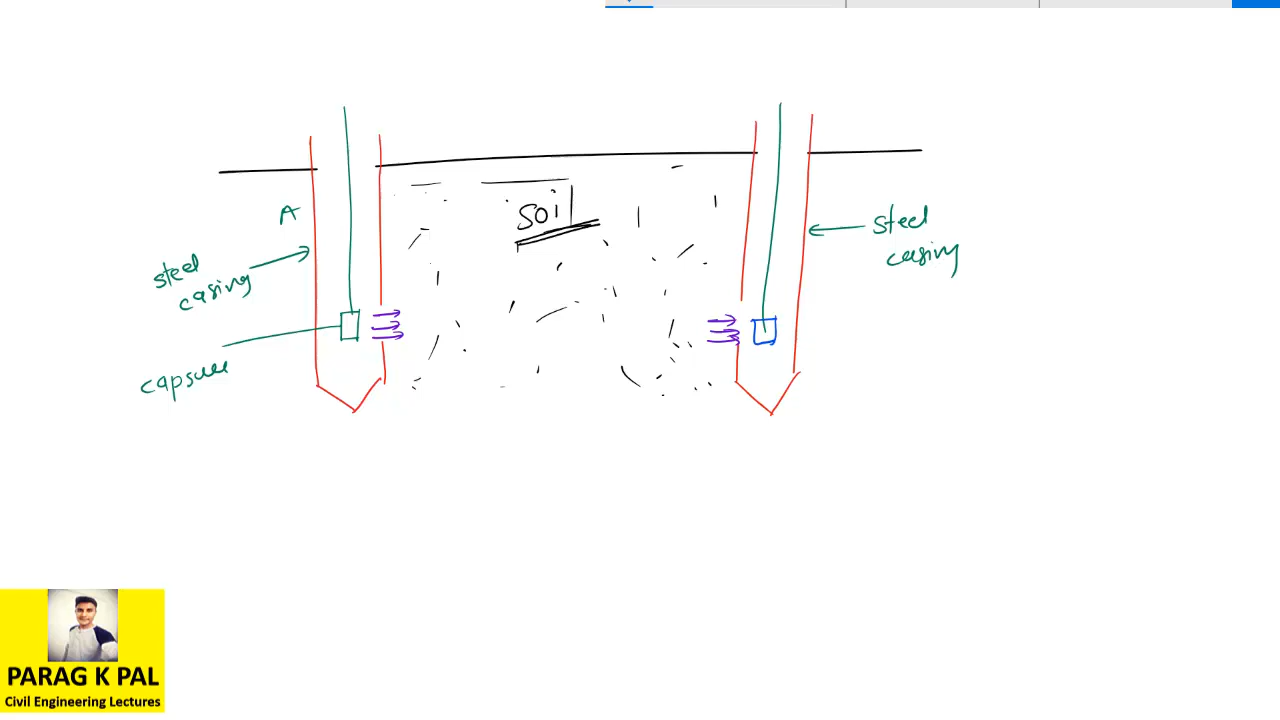 soil
A
steel
casing
capsule
steel
casing
PARAG K PAL
Civil Engineering Lectures